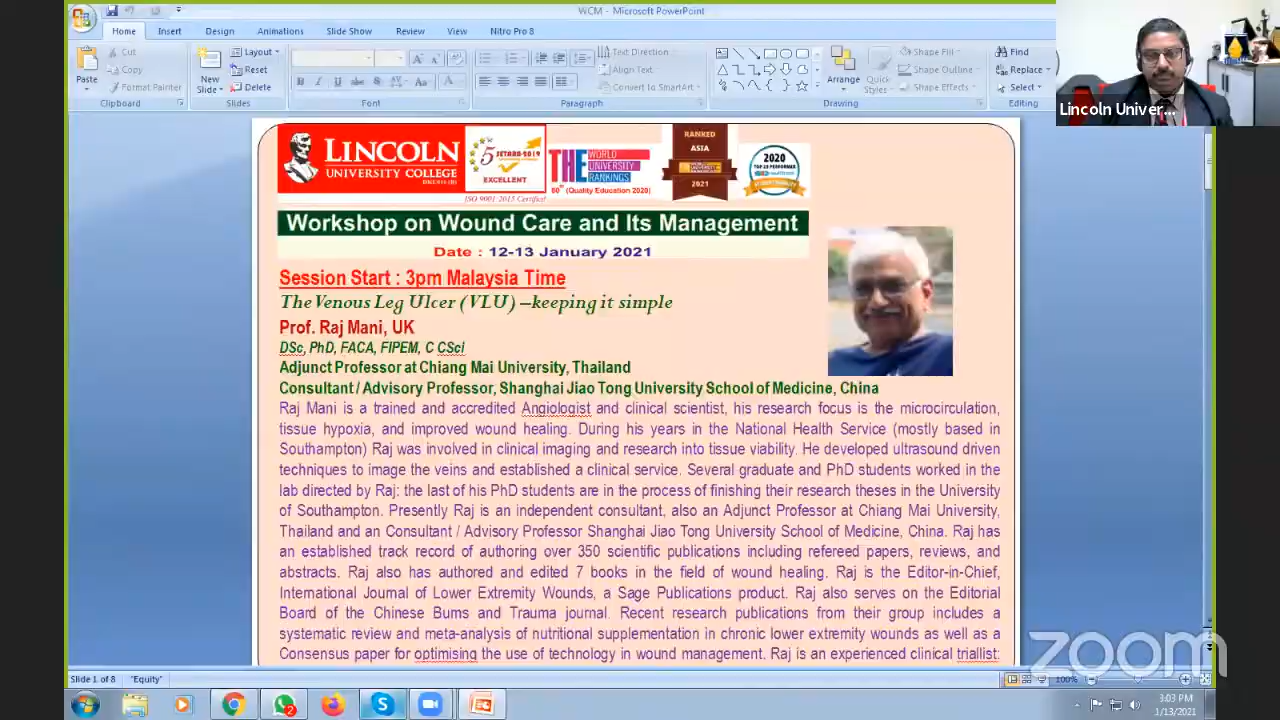 WCM - Microsoft PowerPoint
Home Insert Design Animations Slide Show Review View Nitro Pro 8
Paste
Cut
Copy
Format Painter
Clipboard
New Slide
Layout
Reset
Delete
Slides
Font
Text Direction
Align Text
Convert to SmartArt
Paragraph
Arrange
Quick Styles
Shape Fill
Shape Outline
Shape Effects
Drawing
Find
Replace
Select
Editing
Lincoln Univer...
LINCOLN
UNIVERSITY COLLEGE
5 SETARA-2019
EXCELLENT
ISO 9001:2015 Certified
THE WORLD UNIVERSITY RANKINGS
60th (Quality Education 2020)
RANKED
ASIA
2021
2020
Workshop on Wound Care and Its Management
Date : 12-13 January 2021
Session Start : 3pm Malaysia Time
The Venous Leg Ulcer (VLU) –keeping it simple
Prof. Raj Mani, UK
DSc, PhD, FACA, FIPEM, C CSci
Adjunct Professor at Chiang Mai University, Thailand
Consultant / Advisory Professor, Shanghai Jiao Tong University School of Medicine, China
Raj Mani is a trained and accredited Angiologist and clinical scientist, his research focus is the microcirculation,
tissue hypoxia, and improved wound healing. During his years in the National Health Service (mostly based in
Southampton) Raj was involved in clinical imaging and research into tissue viability. He developed ultrasound driven
techniques to image the veins and established a clinical service. Several graduate and PhD students worked in the
lab directed by Raj: the last of his PhD students are in the process of finishing their research theses in the University
of Southampton. Presently Raj is an independent consultant, also an Adjunct Professor at Chiang Mai University,
Thailand and an Consultant / Advisory Professor Shanghai Jiao Tong University School of Medicine, China. Raj has
an established track record of authoring over 350 scientific publications including refereed papers, reviews, and
abstracts. Raj also has authored and edited 7 books in the field of wound healing. Raj is the Editor-in-Chief,
International Journal of Lower Extremity Wounds, a Sage Publications product. Raj also serves on the Editorial
Board of the Chinese Burns and Trauma journal. Recent research publications from their group includes a
systematic review and meta-analysis of nutritional supplementation in chronic lower extremity wounds as well as a
Consensus paper for optimising the use of technology in wound management. Raj is an experienced clinical triallist:
zoom
Slide 1 of 8 "Equity" 100%
3:03 PM
1/13/2021